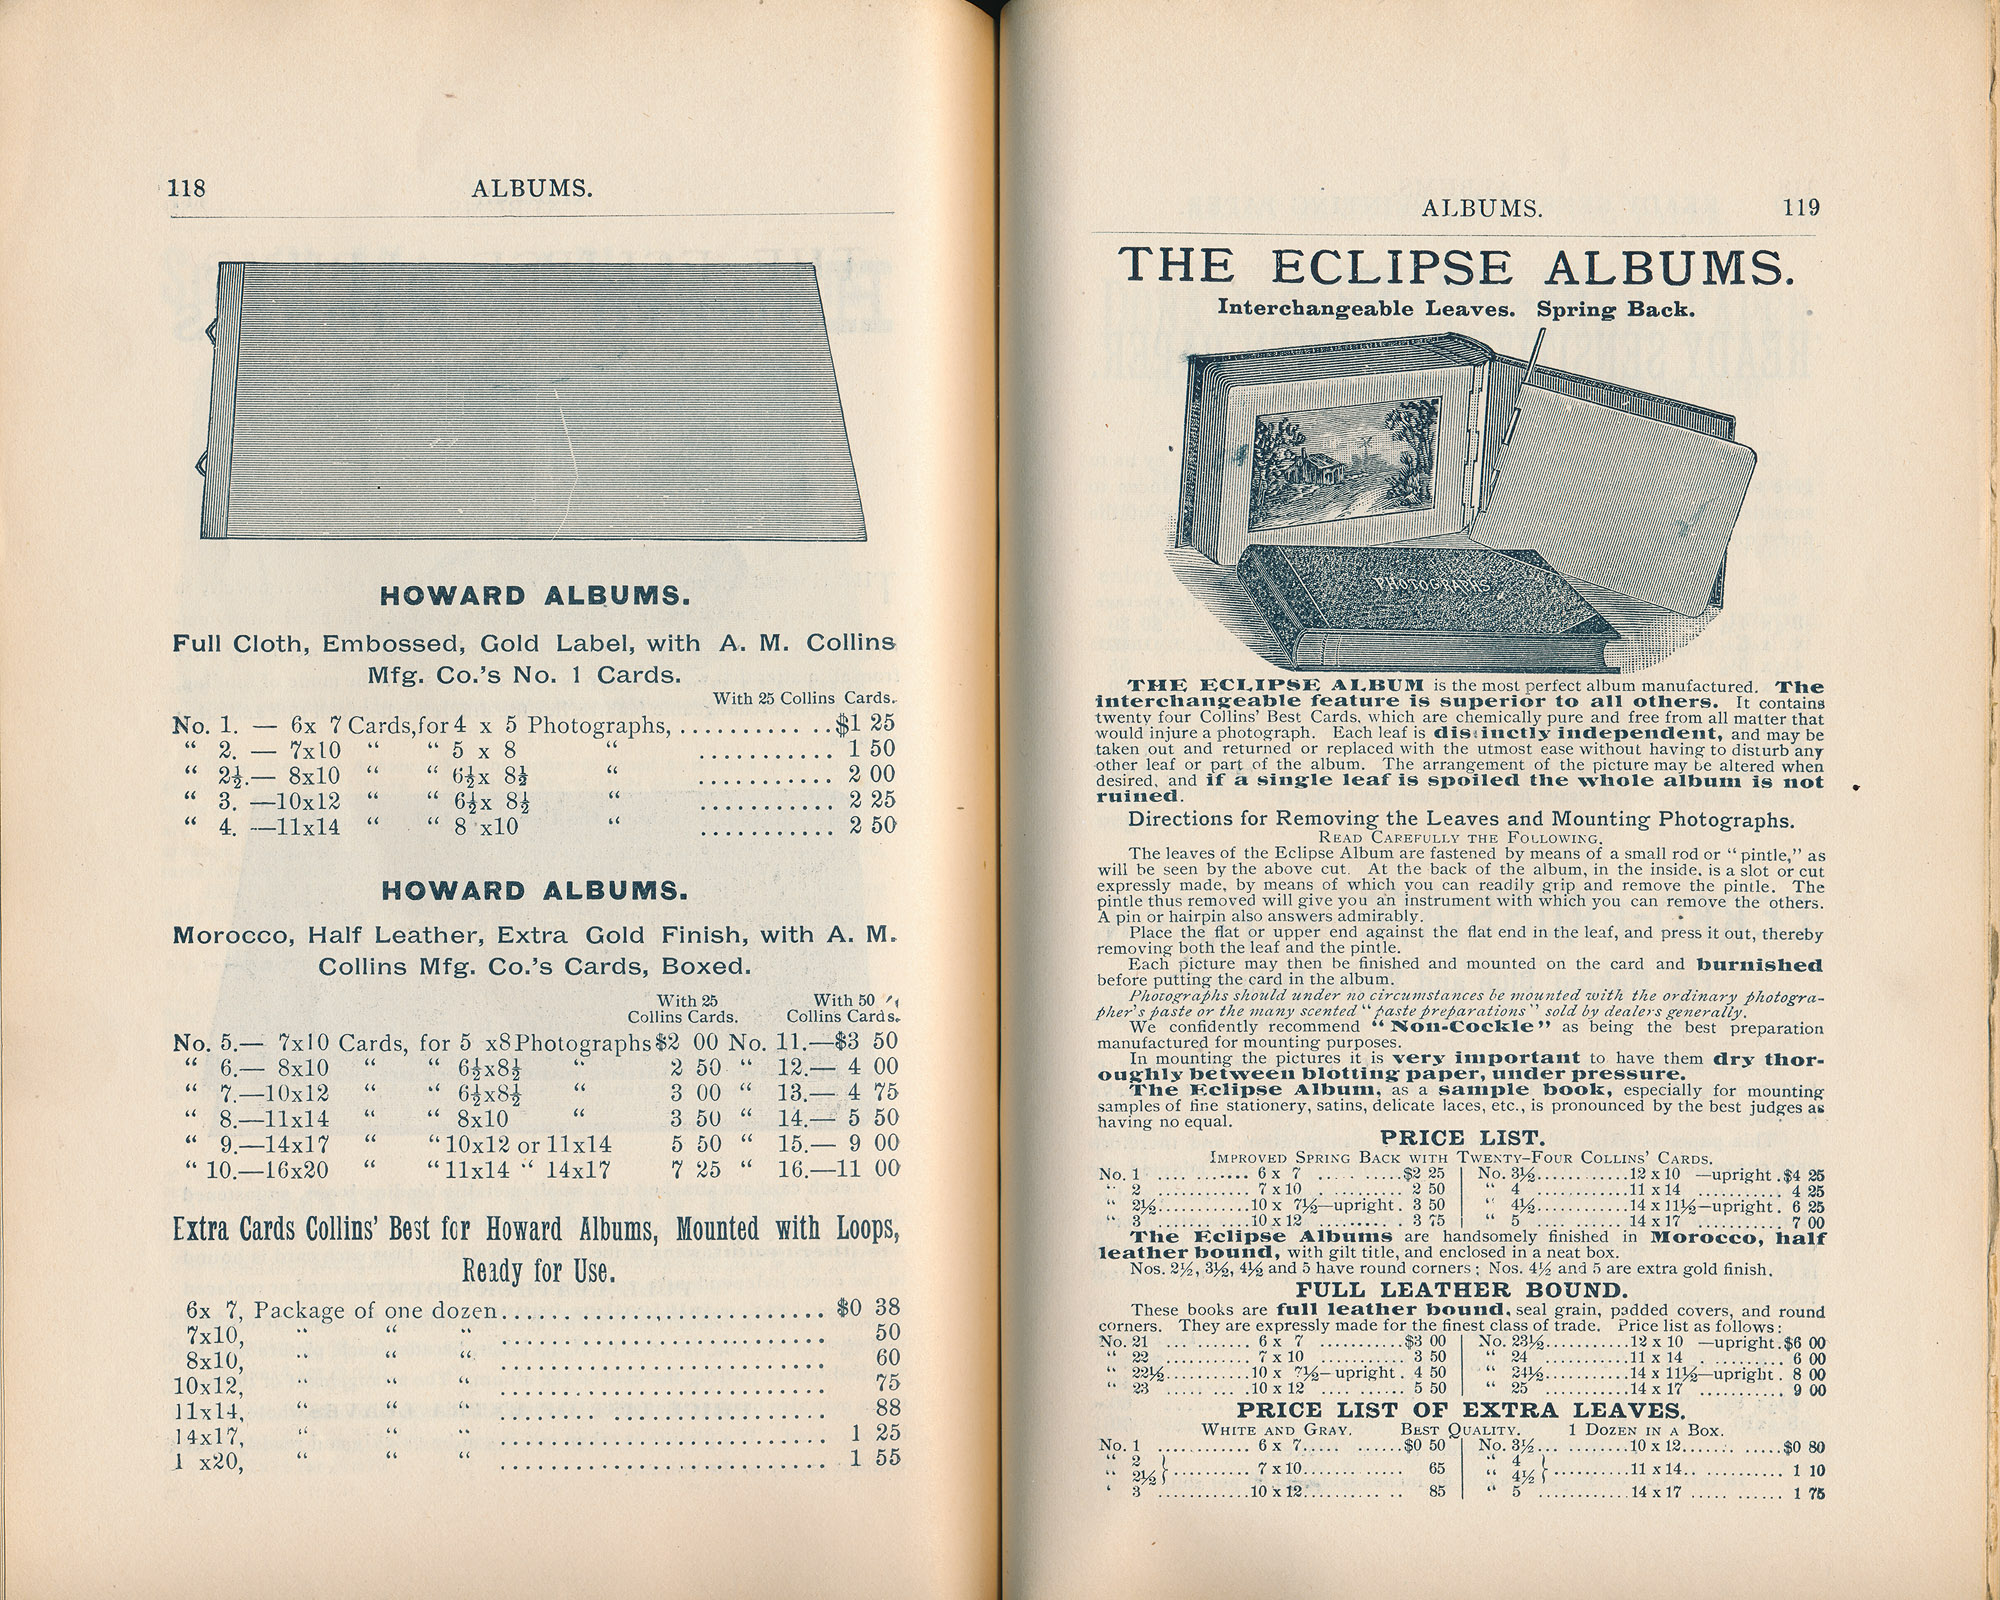 118
ALBUMS.
HOWARD ALBUMS.
Full Cloth, Embossed, Gold Label, with A. M. Collins
Mfg. Co.'s No. 1 Cards.
With 25 Collins Cards.
No. 1. — 6x 7 Cards, for 4 x 5 Photographs, .............$1 25
“ 2. — 7x10 “ “ 5 x 8 “ ........... 1 50
“ 2½.— 8x10 “ “ 6½x 8½ “ ........... 2 00
“ 3. —10x12 “ “ 6½x 8½ “ ........... 2 25
“ 4. —11x14 “ “ 8 x10 “ ........... 2 50
HOWARD ALBUMS.
Morocco, Half Leather, Extra Gold Finish, with A. M.
Collins Mfg. Co.'s Cards, Boxed.
With 25 With 50
Collins Cards. Collins Cards.
No. 5.— 7x10 Cards, for 5 x8 Photographs $2 00 No. 11.—$3 50
“ 6.— 8x10 “ “ 6½x8½ “ 2 50 “ 12.— 4 00
“ 7.—10x12 “ “ 6½x8½ “ 3 00 “ 13.— 4 75
“ 8.—11x14 “ “ 8x10 “ 3 50 “ 14.— 5 50
“ 9.—14x17 “ “ 10x12 or 11x14 5 50 “ 15.— 9 00
“ 10.—16x20 “ “ 11x14 “ 14x17 7 25 “ 16.—11 00
Extra Cards Collins' Best for Howard Albums, Mounted with Loops,
Ready for Use.
6x 7, Package of one dozen.............................. $0 38
7x10, “ “ “ .............................. 50
8x10, “ “ “ .............................. 60
10x12, “ “ “ .............................. 75
11x14, “ “ “ .............................. 88
14x17, “ “ “ .............................. 1 25
1 x20, “ “ “ .............................. 1 55
ALBUMS.
119
THE ECLIPSE ALBUMS.
Interchangeable Leaves. Spring Back.
PHOTOGRAPHS
THE ECLIPSE ALBUM is the most perfect album manufactured. The
interchangeable feature is superior to all others. It contains
twenty four Collins' Best Cards, which are chemically pure and free from all matter that
would injure a photograph. Each leaf is distinctly independent, and may be
taken out and returned or replaced with the utmost ease without having to disturb any
other leaf or part of the album. The arrangement of the picture may be altered when
desired, and if a single leaf is spoiled the whole album is not
ruined.
Directions for Removing the Leaves and Mounting Photographs.
READ CAREFULLY THE FOLLOWING.
The leaves of the Eclipse Album are fastened by means of a small rod or “pintle,” as
will be seen by the above cut. At the back of the album, in the inside, is a slot or cut
expressly made, by means of which you can readily grip and remove the pintle. The
pintle thus removed will give you an instrument with which you can remove the others.
A pin or hairpin also answers admirably.
Place the flat or upper end against the flat end in the leaf, and press it out, thereby
removing both the leaf and the pintle.
Each picture may then be finished and mounted on the card and burnished
before putting the card in the album.
Photographs should under no circumstances be mounted with the ordinary photogra-
pher's paste or the many scented “paste preparations” sold by dealers generally.
We confidently recommend “Non-Cockle” as being the best preparation
manufactured for mounting purposes.
In mounting the pictures it is very important to have them dry thor-
oughly between blotting paper, under pressure.
The Eclipse Album, as a sample book, especially for mounting
samples of fine stationery, satins, delicate laces, etc., is pronounced by the best judges as
having no equal.
PRICE LIST.
IMPROVED SPRING BACK WITH TWENTY-FOUR COLLINS' CARDS.
No. 1 ............ 6 x 7 ..........$2 25 | No. 3½............12 x 10 —upright .$4 25
“ 2 ............ 7 x 10 .......... 2 50 | “ 4 ............11 x 14 ........... 4 25
“ 2½............10 x 7½—upright . 3 50 | “ 4½............14 x 11½—upright . 6 25
“ 3 ............10 x 12 .......... 3 75 | “ 5 ............14 x 17 ........... 7 00
The Eclipse Albums are handsomely finished in Morocco, half
leather bound, with gilt title, and enclosed in a neat box.
Nos. 2½, 3½, 4½ and 5 have round corners; Nos. 4½ and 5 are extra gold finish.
FULL LEATHER BOUND.
These books are full leather bound, seal grain, padded covers, and round
corners. They are expressly made for the finest class of trade. Price list as follows:
No. 21 ............ 6 x 7 ...........$3 00 | No. 23½............12 x 10 —upright.$6 00
“ 22 ............ 7 x 10 ........... 3 50 | “ 24 ............11 x 14 ........... 6 00
“ 22½............10 x 7½—upright . 4 50 | “ 24½............14 x 11½—upright . 8 00
“ 23 ............10 x 12 ........... 5 50 | “ 25 ............14 x 17 ........... 9 00
PRICE LIST OF EXTRA LEAVES.
WHITE AND GRAY. BEST QUALITY. 1 DOZEN IN A BOX.
No. 1 ............ 6 x 7............$0 50 | No. 3½............10 x 12............$0 80
“ 2
“ 2½ } ............ 7 x 10............ 65 | “ 4
“ 4½ } ............11 x 14............ 1 10
“ 3 ............10 x 12............ 85 | “ 5 ............14 x 17 ............ 1 75